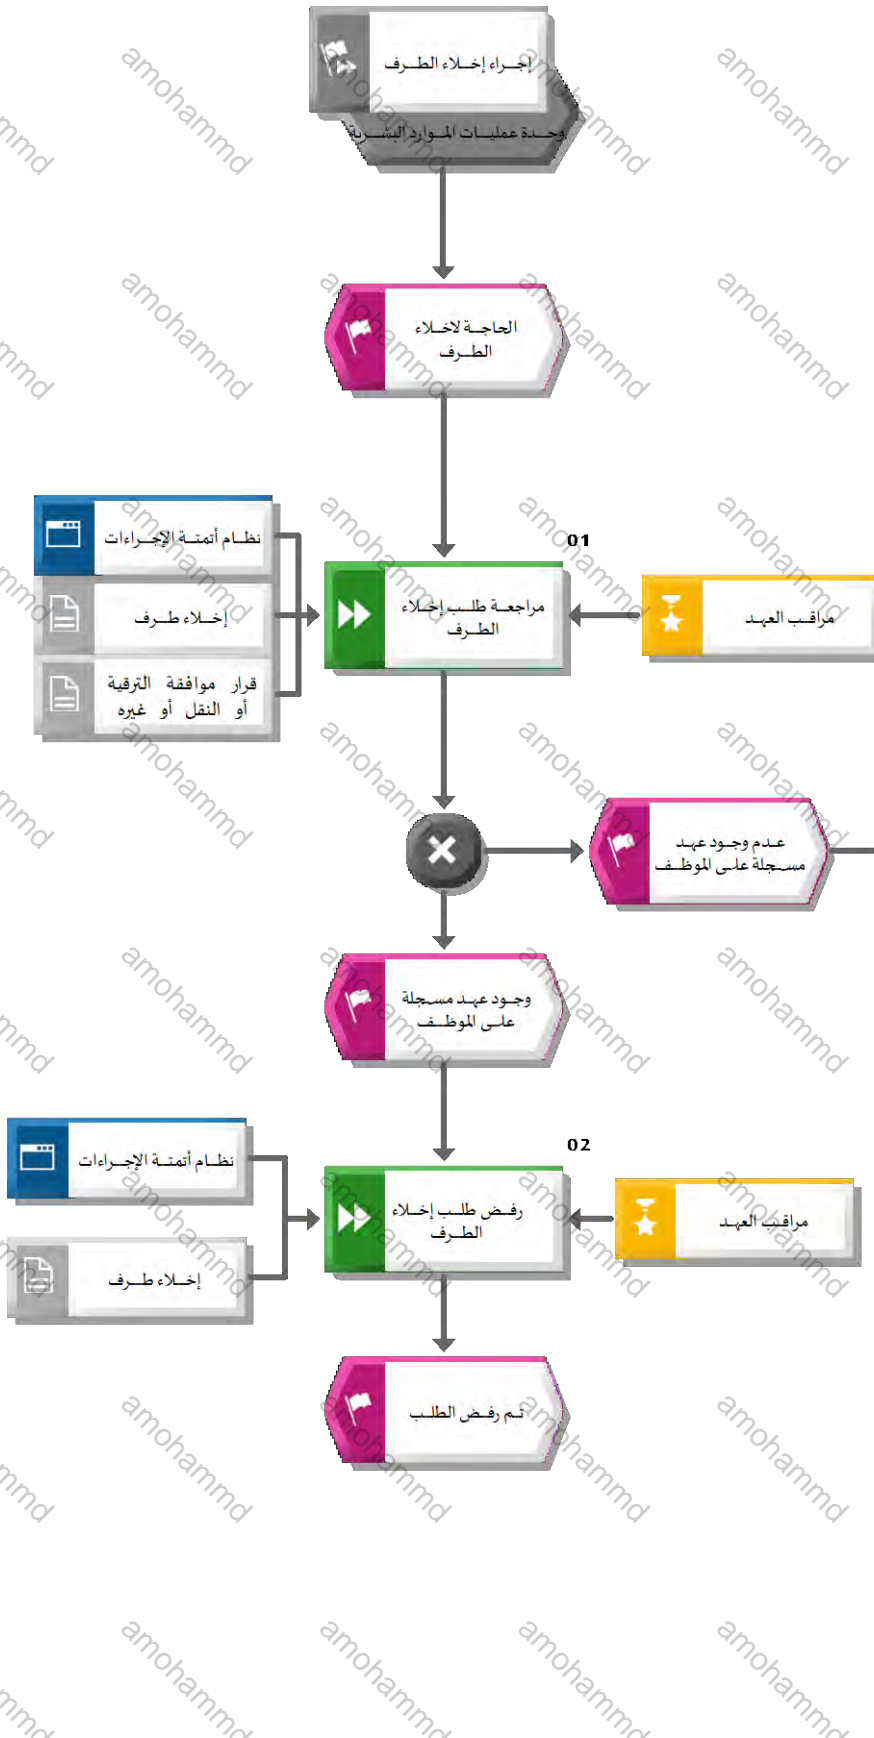 إجراء إخلاء الطرف
وحدة عمليات الموارد البشرية
الحاجة لاخلاء
الطرف
01
نظام أتمتة الإجراءات
إخلاء طرف
قرار موافقة الترقية
أو النقل أو غيره
مراجعة طلب إخلاء
الطرف
مراقب العهد
عدم وجود عهد
مسجلة على الموظف
وجود عهد مسجلة
على الموظف
02
نظام أتمتة الإجراءات
إخلاء طرف
رفض طلب إخلاء
الطرف
مراقب العهد
تم رفض الطلب
amohammd